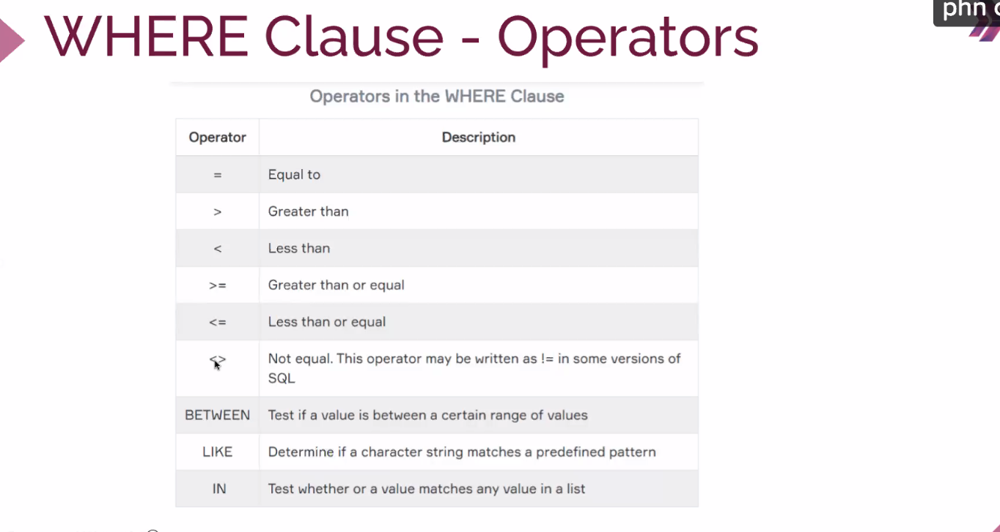 phn
WHERE Clause - Operators
Operators in the WHERE Clause
Operator Description
= Equal to
> Greater than
< Less than
>= Greater than or equal
<= Less than or equal
<> Not equal. This operator may be written as != in some versions of
SQL
BETWEEN Test if a value is between a certain range of values
LIKE Determine if a character string matches a predefined pattern
IN Test whether or a value matches any value in a list